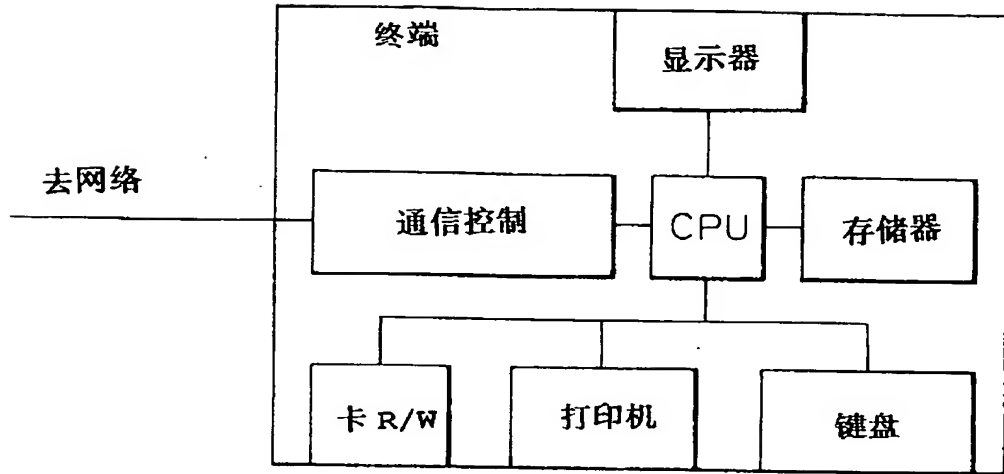 终端
显示器
去网络
通信控制
CPU
存储器
卡 R/W
打印机
键盘